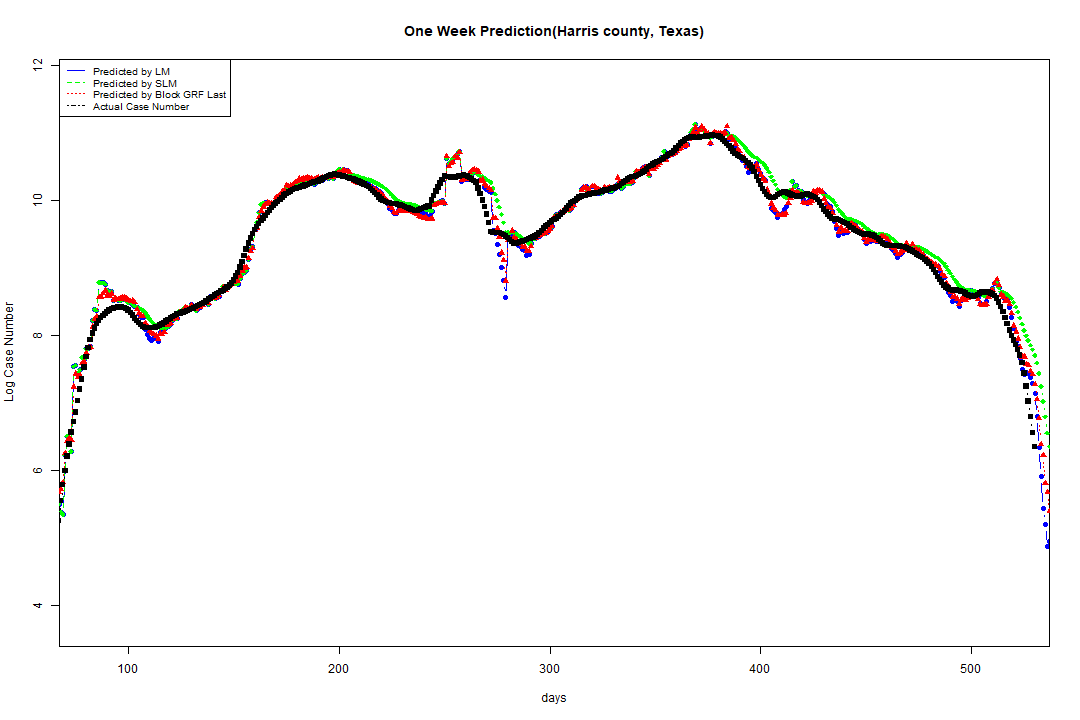 One Week Prediction(Harris county, Texas)
Predicted by LM
Predicted by SLM
Predicted by Block GRF Last
Actual Case Number
12
10
8
6
4
Log Case Number
100 200 300 400 500
days